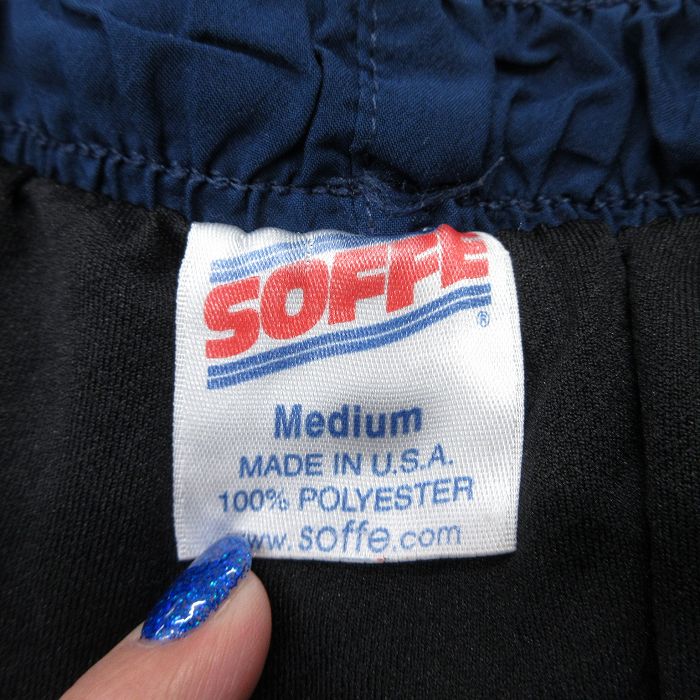 SOFFE
®
Medium
MADE IN U.S.A.
100% POLYESTER
www.soffe.com